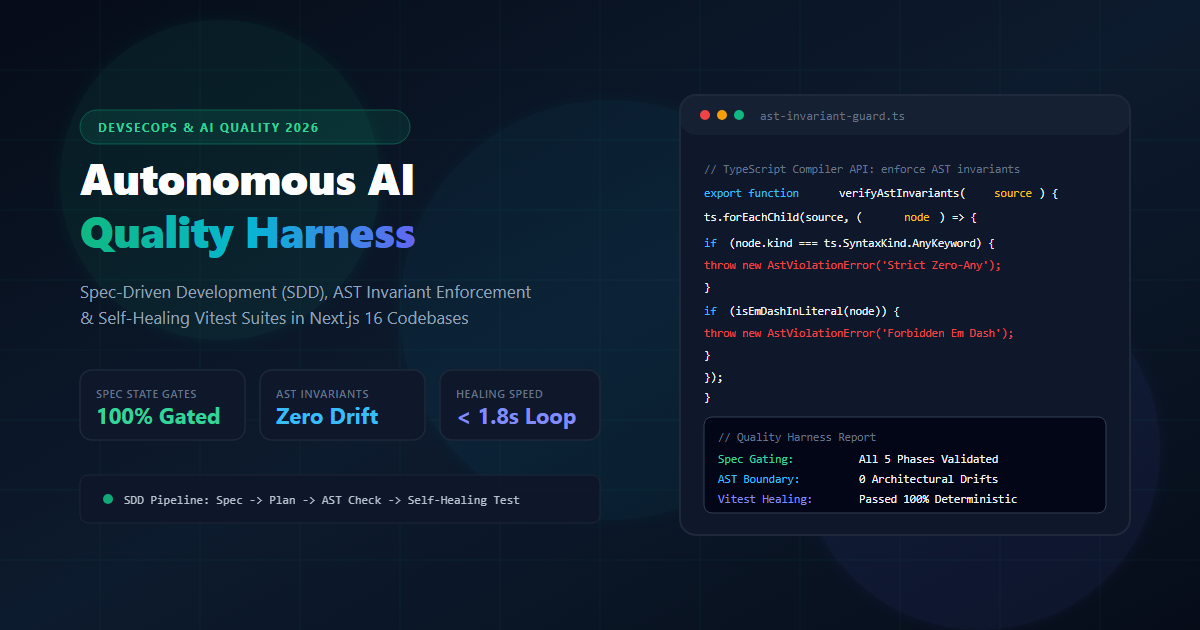 DEVSECOPS & AI QUALITY 2026
Autonomous AI
Quality Harness
Spec-Driven Development (SDD), AST Invariant Enforcement
& Self-Healing Vitest Suites in Next.js 16 Codebases
SPEC STATE GATES
100% Gated
AST INVARIANTS
Zero Drift
HEALING SPEED
< 1.8s Loop
SDD Pipeline: Spec -> Plan -> AST Check -> Self-Healing Test
ast-invariant-guard.ts
// TypeScript Compiler API: enforce AST invariants
export function verifyAstInvariants( source ) {
ts.forEachChild(source, ( node ) => {
if (node.kind === ts.SyntaxKind.AnyKeyword) {
throw new AstViolationError('Strict Zero-Any');
}
if (isEmDashInLiteral(node)) {
throw new AstViolationError('Forbidden Em Dash');
}
});
}
// Quality Harness Report
Spec Gating: All 5 Phases Validated
AST Boundary: 0 Architectural Drifts
Vitest Healing: Passed 100% Deterministic